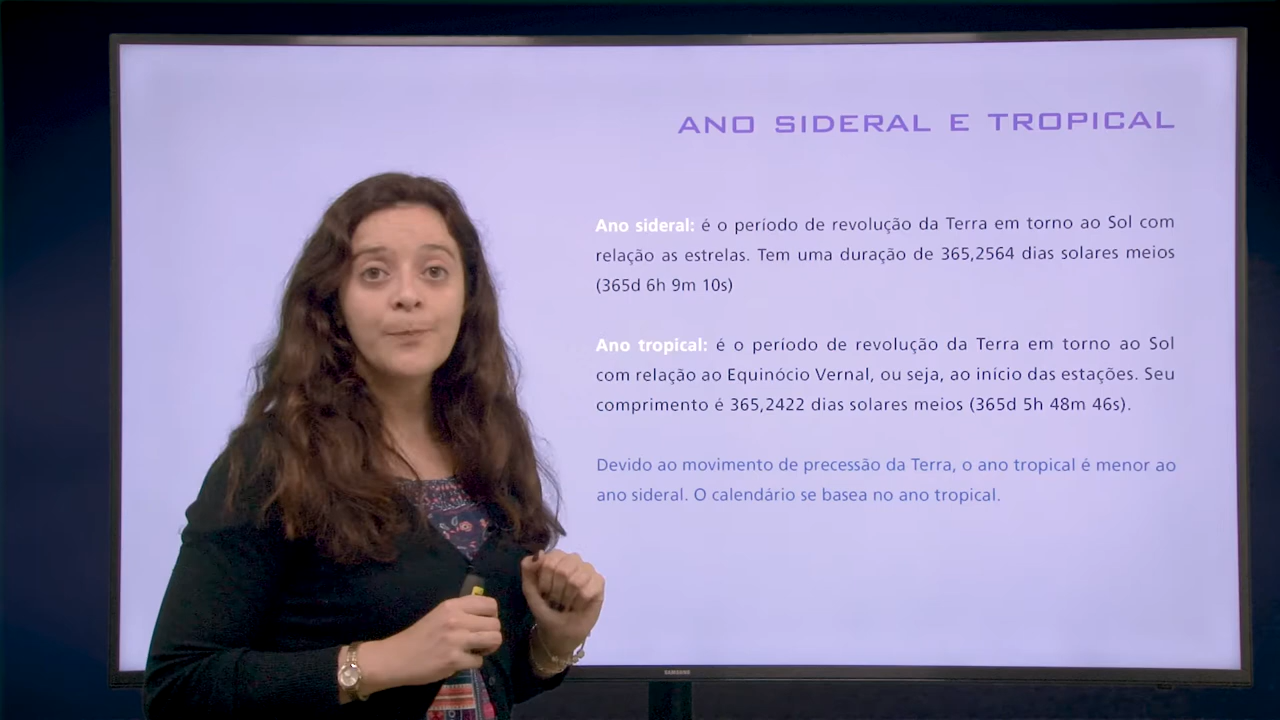 ANO SIDERAL E TROPICAL
Ano sideral: é o período de revolução da Terra em torno ao Sol com
relação as estrelas. Tem uma duração de 365,2564 dias solares meios
(365d 6h 9m 10s)
Ano tropical: é o período de revolução da Terra em torno ao Sol
com relação ao Equinócio Vernal, ou seja, ao início das estações. Seu
comprimento é 365,2422 dias solares meios (365d 5h 48m 46s).
Devido ao movimento de precessão da Terra, o ano tropical é menor ao
ano sideral. O calendário se basea no ano tropical.
SAMSUNG